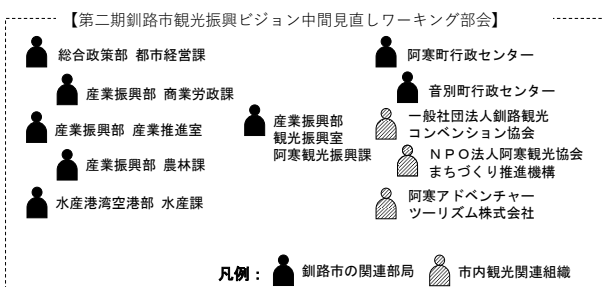 【第二期釧路市観光振興ビジョン中間見直しワーキング部会】
総合政策部 都市経営課
産業振興部 商業労政課
産業振興部 産業推進室
産業振興部 農林課
水産港湾空港部 水産課
産業振興部
観光振興室
阿寒観光振興課
阿寒町行政センター
音別町行政センター
一般社団法人釧路観光
コンベンション協会
NPO法人阿寒観光協会
まちづくり推進機構
阿寒アドベンチャー
ツーリズム株式会社
凡例： 釧路市の関連部局 市内観光関連組織